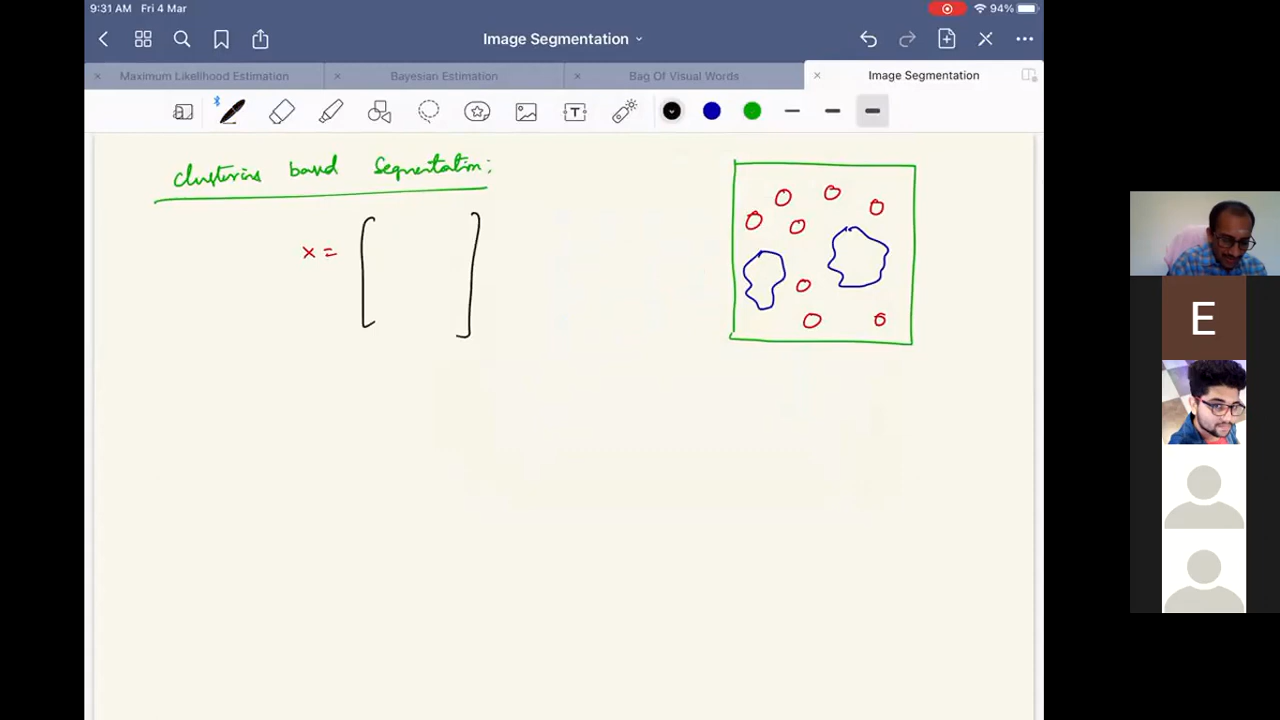 9:31 AM Fri 4 Mar
94%
Image Segmentation
Maximum Likelihood Estimation
Bayesian Estimation
Bag Of Visual Words
Image Segmentation
T
Clustering based Segmentation:
x =
E